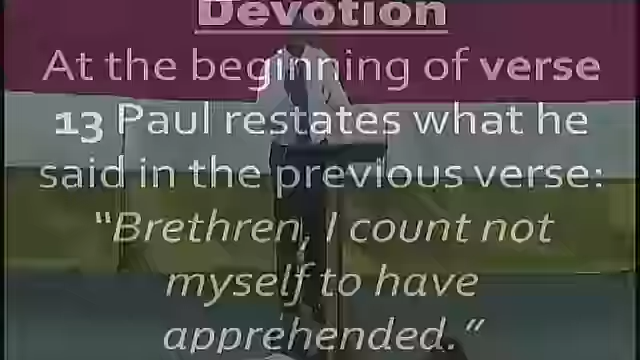 Devotion
At the beginning of verse
13 Paul restates what he
said in the previous verse:
“Brethren, I count not
myself to have
apprehended.”